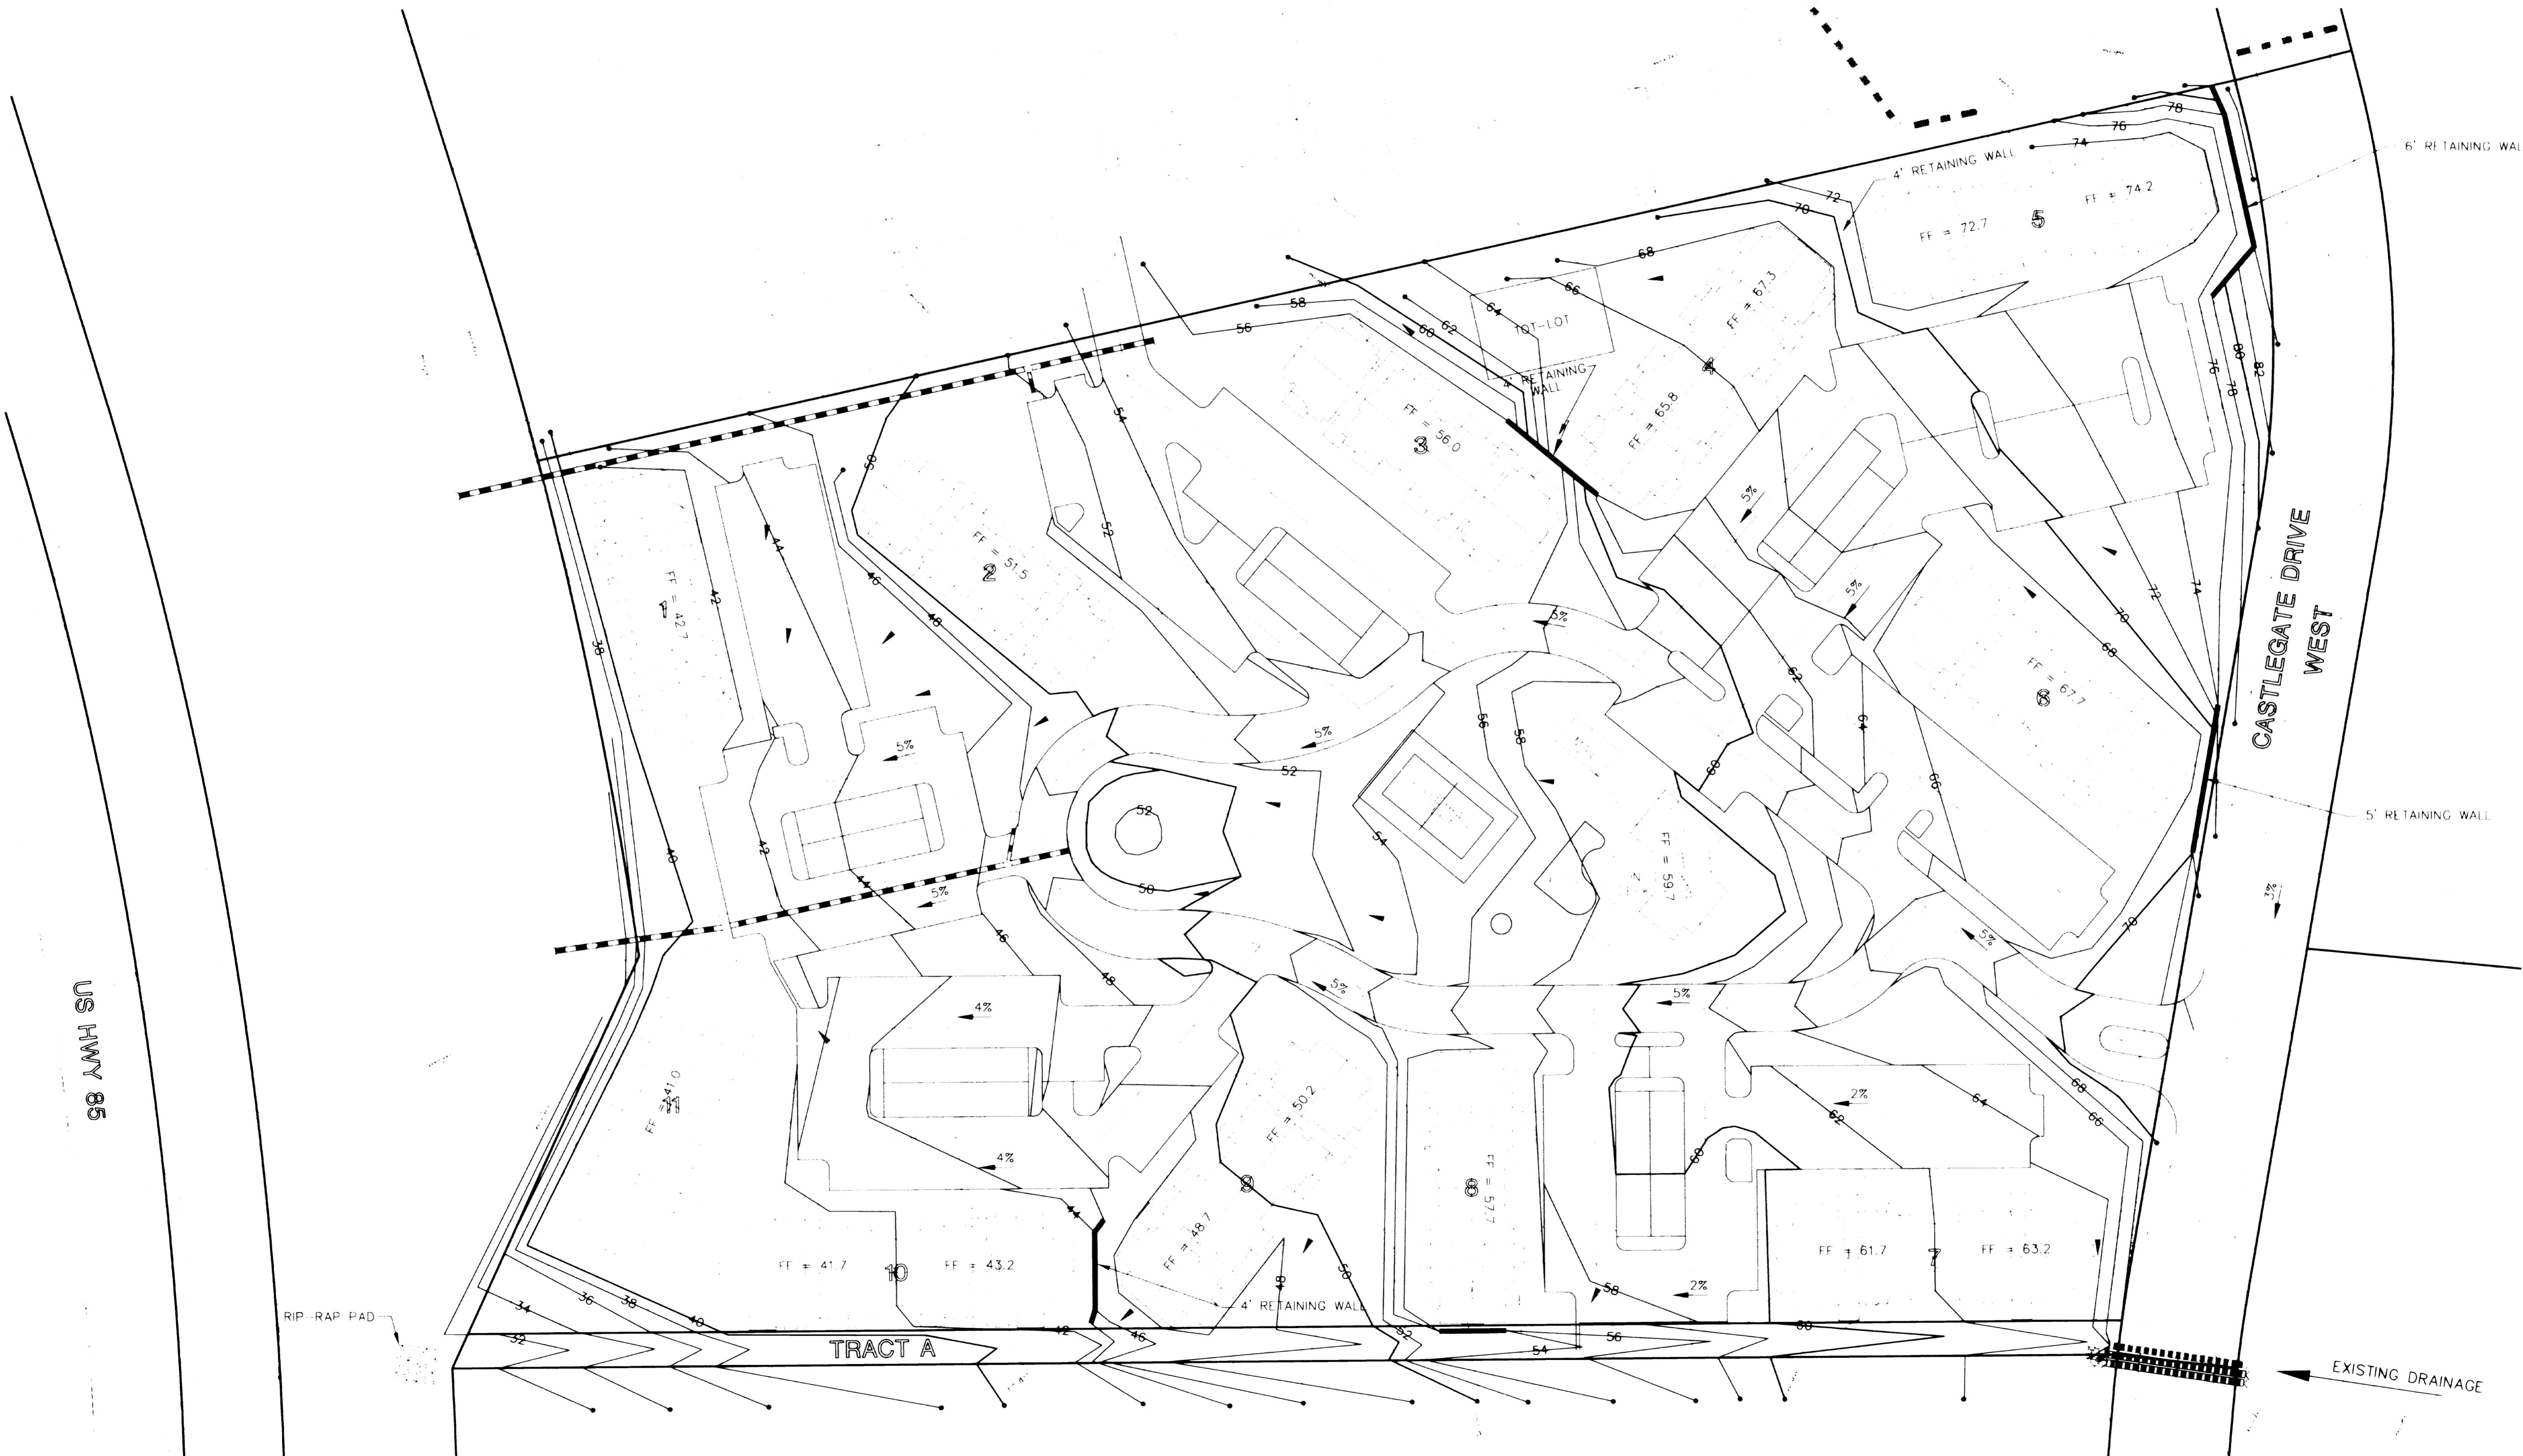 78
76
74
6' RETAINING WAL
4' RETAINING WALL
72
70
FF = 74.2
5
FF = 72.7
68
66
64
62
60
58
56
TOT-LOT
FF = 67.3
4
4' RETAINING
WALL
FF = 65.8
FF = 56.0
3
76
78
80
82
54
52
50
5%
44
46
48
FF = 51.5
2
FF = 42.7
1
42
38
5%
5%
74
72
70
68
CASTLEGATE DRIVE
WEST
62
64
66
FF = 67.7
6
5%
5%
56
58
60
52
52
54
50
5' RETAINING WALL
42
44
40
5%
46
48
FF = 59.7
3%
70
5%
5%
5%
US HWY 85
4%
4%
FF = 41.0
11
FF = 50.2
9
FF = 48.7
FF = 57.7
8
2%
62
64
68
66
60
44
FF = 41.7
10
FF = 43.2
FF = 61.7
7
FF = 63.2
48
50
58
2%
4' RETAINING WALL
RIP-RAP PAD
34
36
38
40
32
42
46
52
56
60
54
TRACT A
EXISTING DRAINAGE